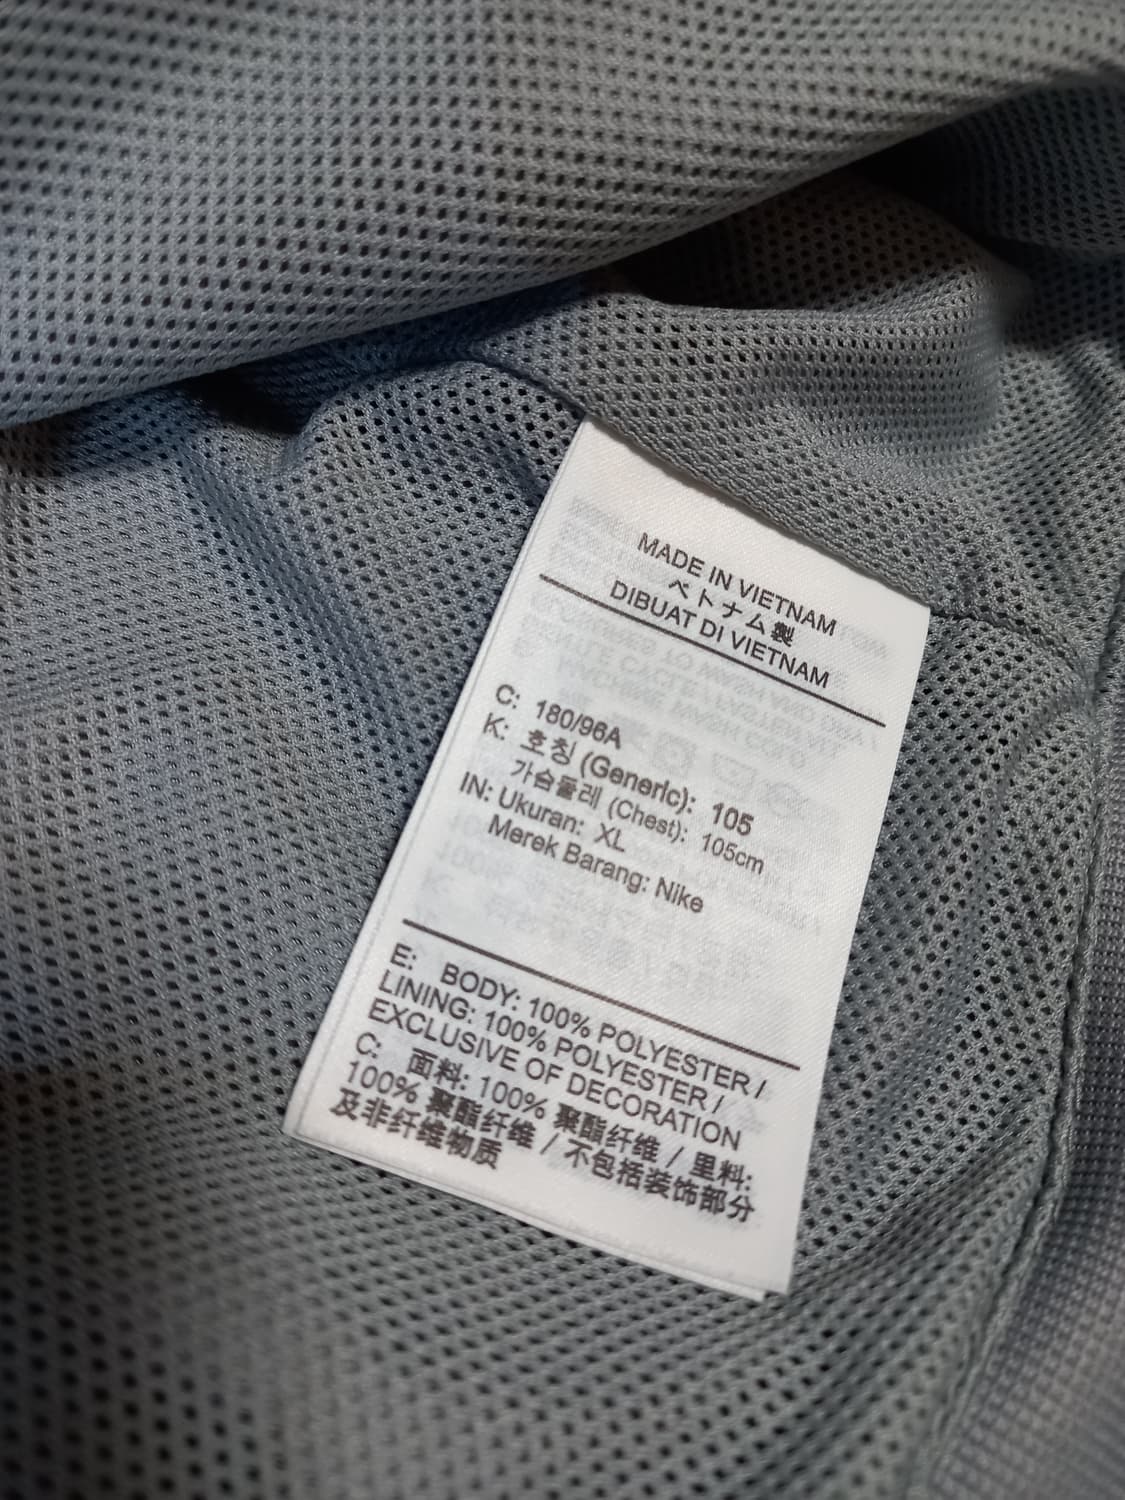 MADE IN VIETNAM
ベトナム製
DIBUAT DI VIETNAM
C: 180/96A
K: 호칭 (Generic): 105
가슴둘레 (Chest): 105cm
IN: Ukuran: XL
Merek Barang: Nike
E: BODY: 100% POLYESTER /
LINING: 100% POLYESTER /
EXCLUSIVE OF DECORATION
C: 面料: 100% 聚酯纤维 / 里料:
100% 聚酯纤维 / 不包括装饰部分
及非纤维物质